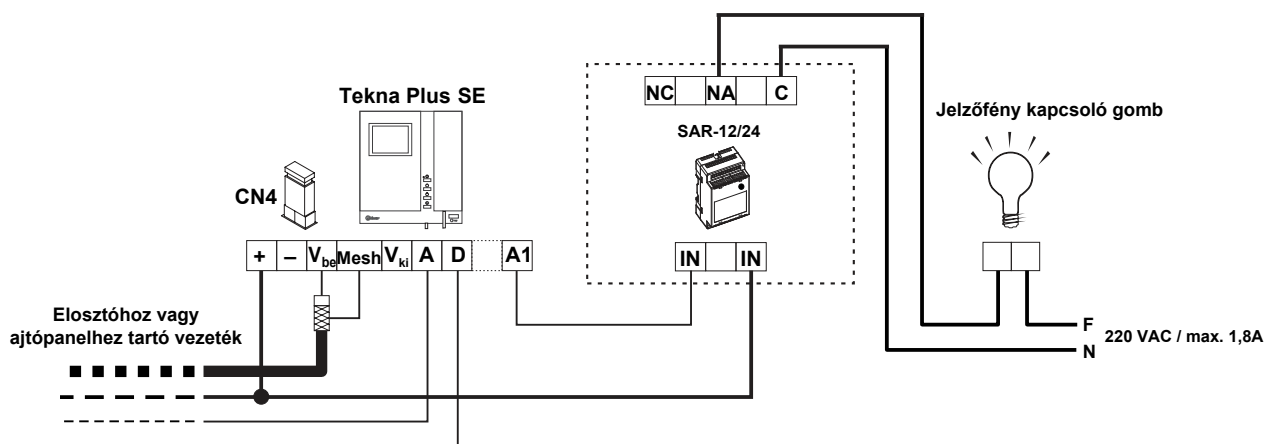 NC NA C
Tekna Plus SE
Jelzőfény kapcsoló gomb
SAR-12/24
CN4
+ – Vbe Mesh Vki A D A1
IN IN
Elosztóhoz vagy
ajtópanelhez tartó vezeték
F
220 VAC / max. 1,8A
N